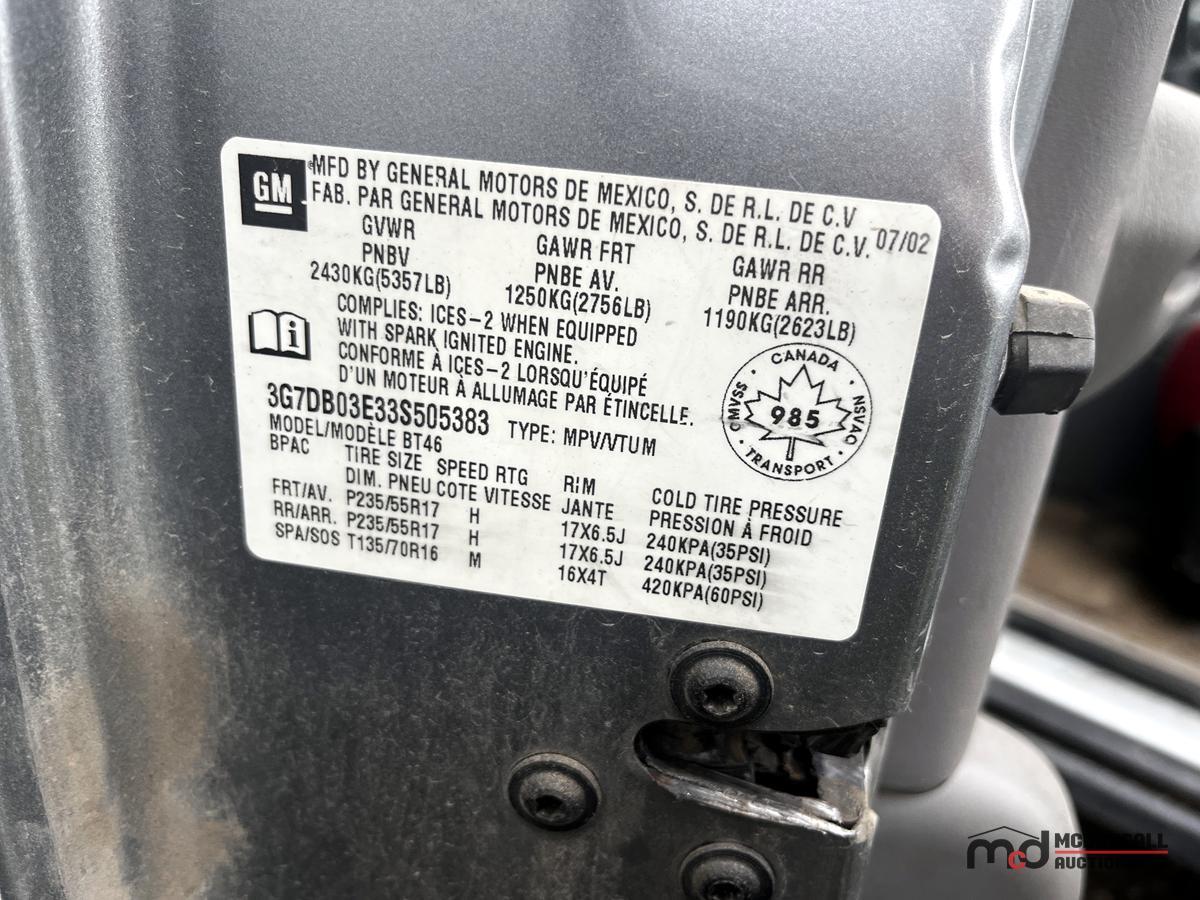 GM
©MFD BY GENERAL MOTORS DE MEXICO, S. DE R.L. DE C.V
FAB. PAR GENERAL MOTORS DE MEXICO, S. DE R.L. DE C.V. 07/02
GVWR GAWR FRT GAWR RR
PNBV PNBE AV. PNBE ARR.
2430KG(5357LB) 1250KG(2756LB) 1190KG(2623LB)
COMPLIES: ICES-2 WHEN EQUIPPED
WITH SPARK IGNITED ENGINE.
CONFORME À ICES-2 LORSQU'ÉQUIPÉ
D'UN MOTEUR À ALLUMAGE PAR ÉTINCELLE.
CANADA
CMVSS 985 NSVAC
TRANSPORT
3G7DB03E33S505383 TYPE: MPV/VTUM
MODEL/MODÈLE BT46
BPAC TIRE SIZE SPEED RTG RIM COLD TIRE PRESSURE
DIM. PNEU COTE VITESSE JANTE PRESSION À FROID
FRT/AV. P235/55R17 H 17X6.5J 240KPA(35PSI)
RR/ARR. P235/55R17 H 17X6.5J 240KPA(35PSI)
SPA/SOS T135/70R16 M 16X4T 420KPA(60PSI)
mcd